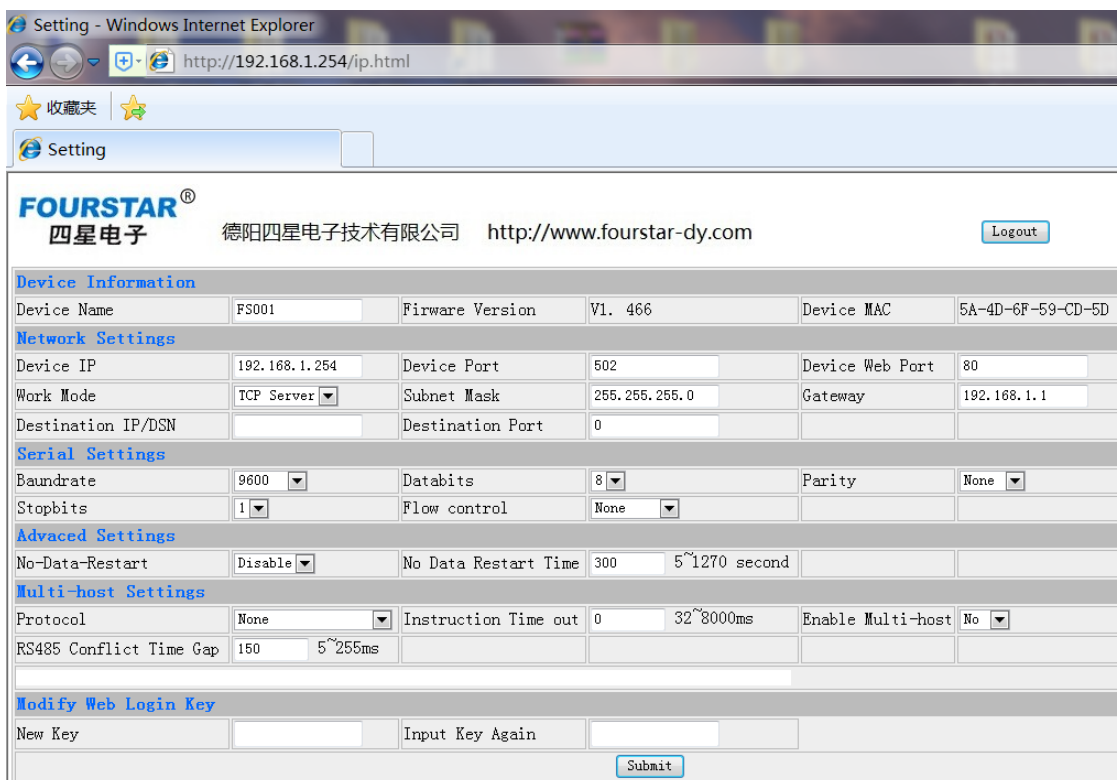 Setting - Windows Internet Explorer
http://192.168.1.254/ip.html
收藏夹
Setting
FOURSTAR®
四星电子 德阳四星电子技术有限公司 http://www.fourstar-dy.com Logout
Device Information
Device Name FS001 Firware Version V1. 466 Device MAC 5A-4D-6F-59-CD-5D
Network Settings
Device IP 192.168.1.254 Device Port 502 Device Web Port 80
Work Mode TCP Server Subnet Mask 255.255.255.0 Gateway 192.168.1.1
Destination IP/DSN Destination Port 0
Serial Settings
Baundrate 9600 Databits 8 Parity None
Stopbits 1 Flow control None
Advaced Settings
No-Data-Restart Disable No Data Restart Time 300 5~1270 second
Multi-host Settings
Protocol None Instruction Time out 0 32~8000ms Enable Multi-host No
RS485 Conflict Time Gap 150 5~255ms
Modify Web Login Key
New Key Input Key Again
Submit